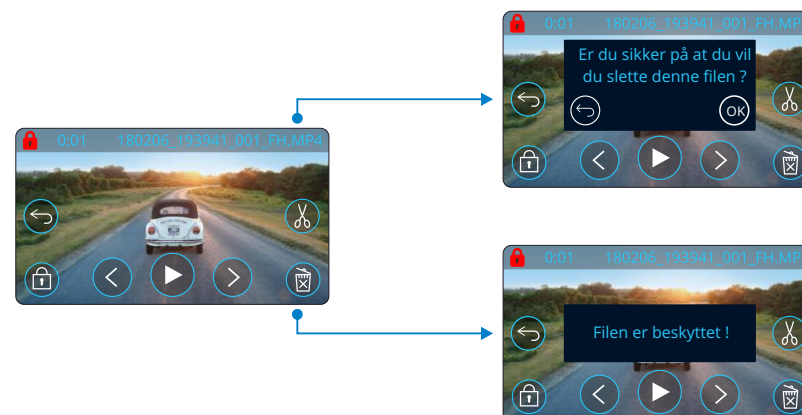 0:01 180206_193941_001_FH.MP4
0:01 180206_193941_001_FH.MP
Er du sikker på at du vil
du slette denne filen ?
OK
0:01 180206_193941_001_FH.MP
Filen er beskyttet !